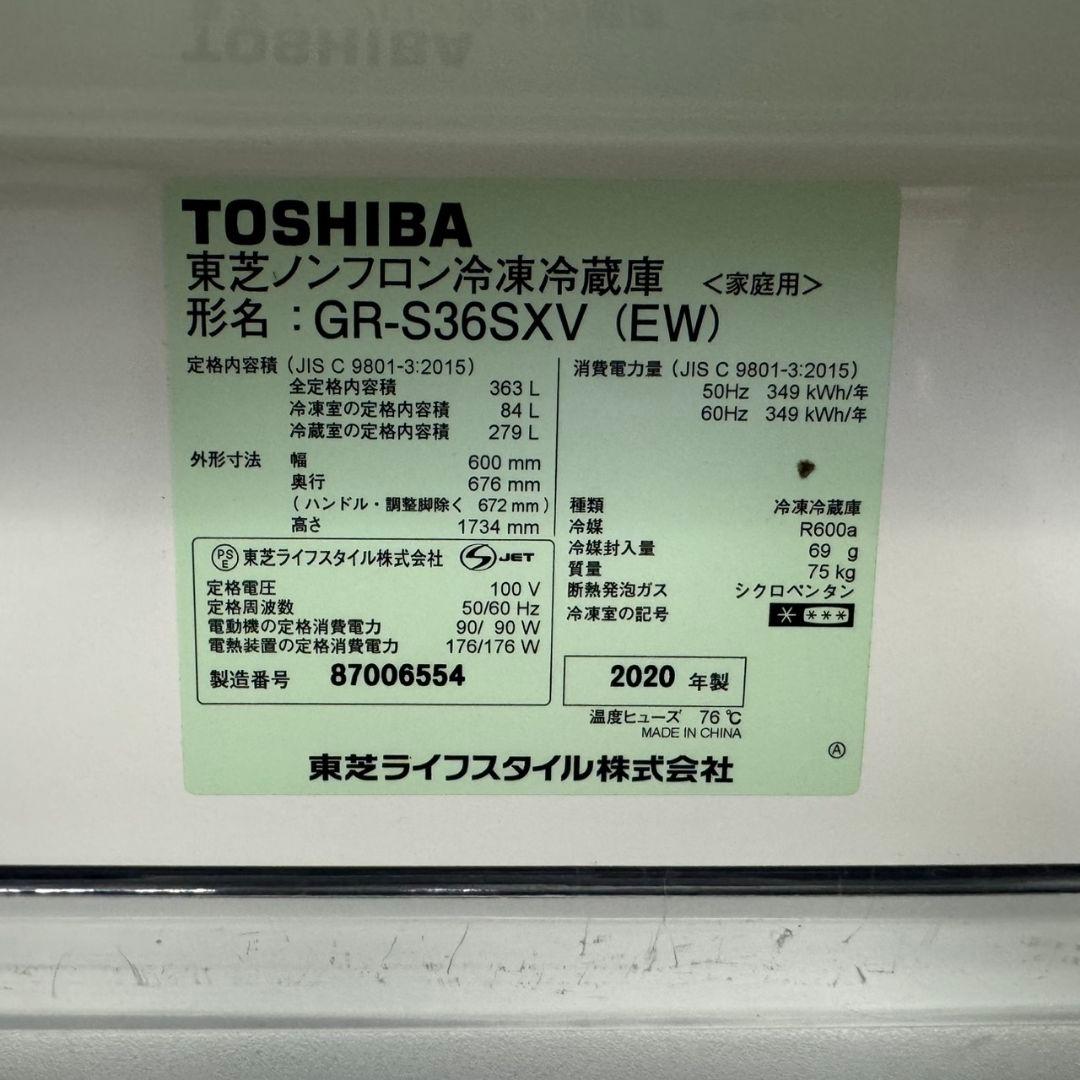 TOSHIBA
TOSHIBA
東芝ノンフロン冷凍冷蔵庫 <家庭用>
形名：GR-S36SXV (EW)
定格内容積 (JIS C 9801-3:2015)
全定格内容積 363 L
冷凍室の定格内容積 84 L
冷蔵室の定格内容積 279 L
外形寸法 幅 600 mm
奥行 676 mm
(ハンドル・調整脚除く 672 mm)
高さ 1734 mm
消費電力量 (JIS C 9801-3:2015)
50Hz 349 kWh/年
60Hz 349 kWh/年
種類 冷凍冷蔵庫
冷媒 R600a
冷媒封入量 69 g
質量 75 kg
断熱発泡ガス シクロペンタン
冷凍室の記号 * ***
PSE 東芝ライフスタイル株式会社 S JET
定格電圧 100 V
定格周波数 50/60 Hz
電動機の定格消費電力 90/ 90 W
電熱装置の定格消費電力 176/176 W
製造番号 87006554
2020 年製
温度ヒューズ 76 ℃
MADE IN CHINA
Ⓐ
東芝ライフスタイル株式会社